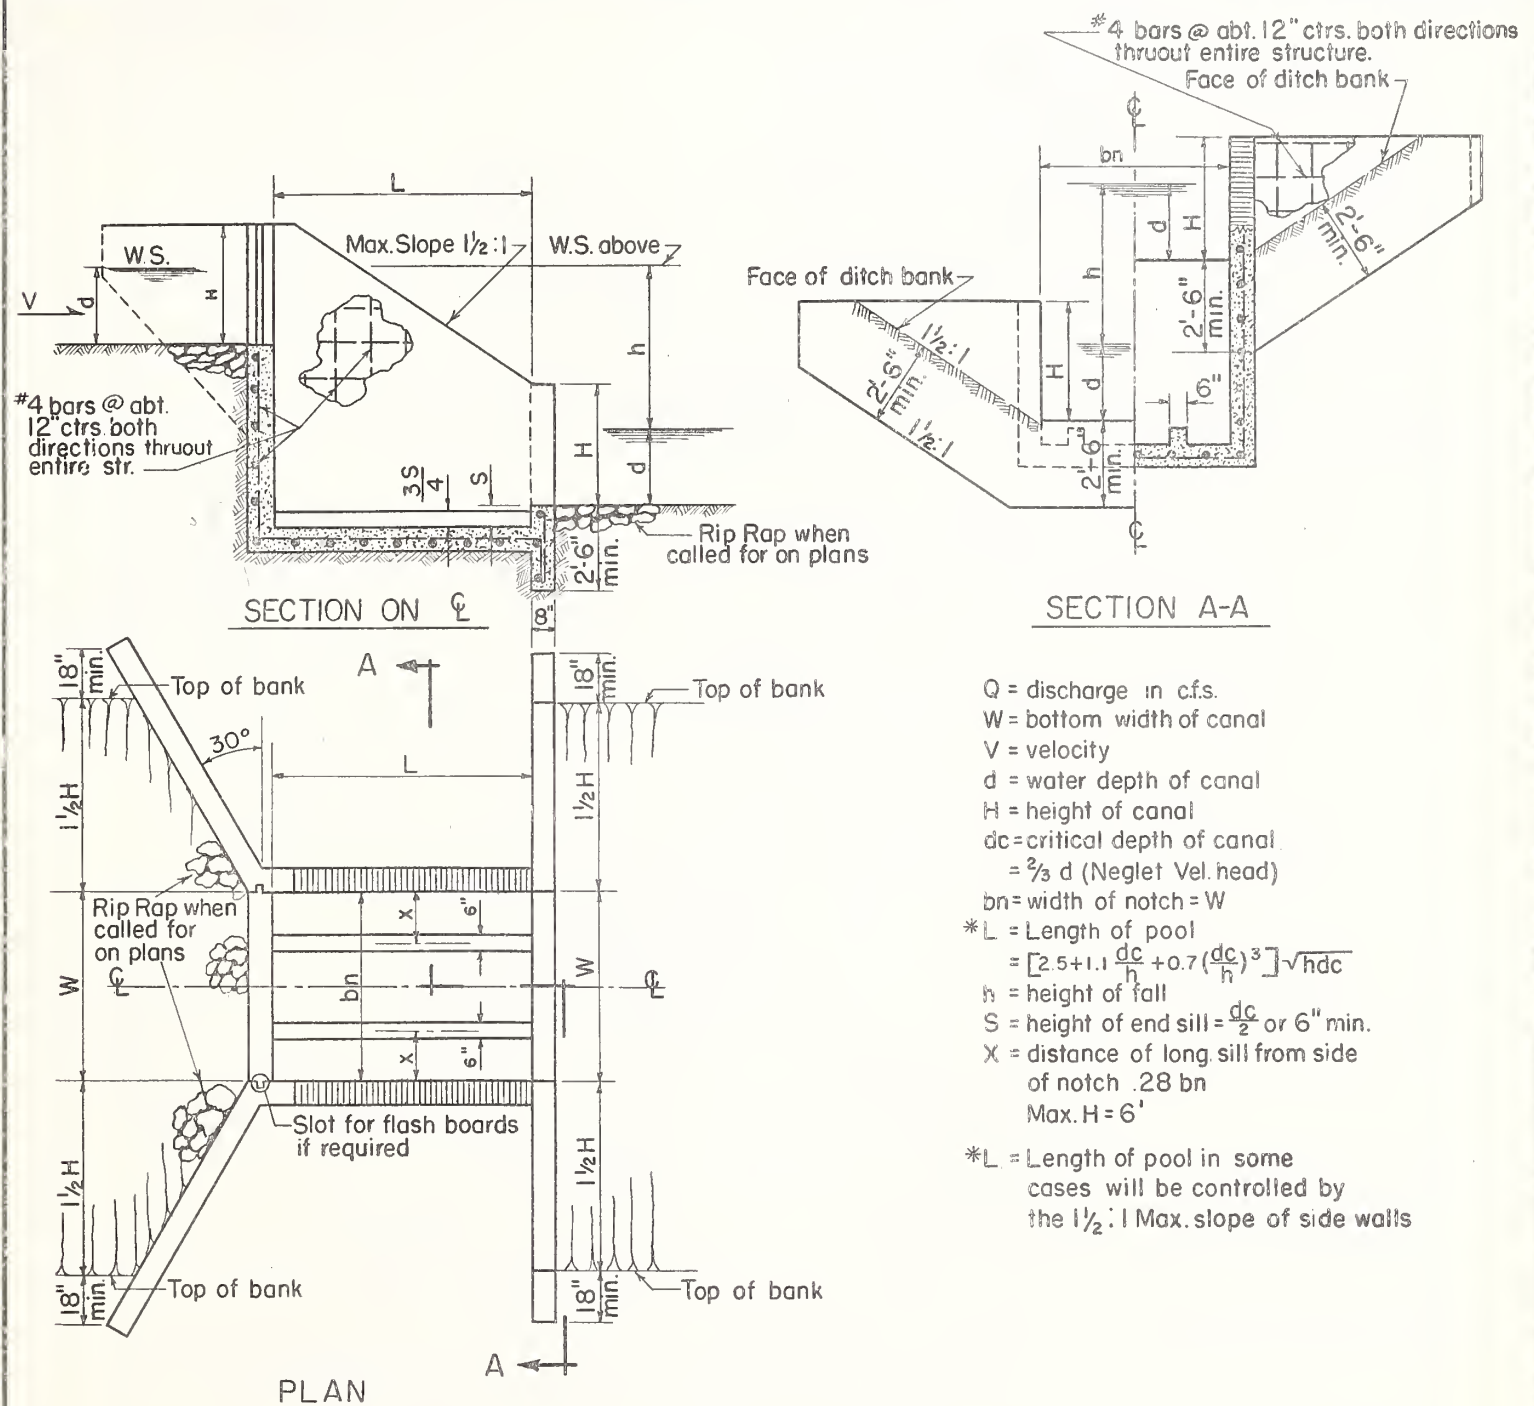 #4 bars @ abt. 12" ctrs. both directions
thruout entire structure.
Face of ditch bank
℄
bn
L
Max. Slope 1½:1
W.S. above
W.S.
V
d
H
h
d
H
2'-6"
min.
Face of ditch bank
1½:1
2'-6"
min.
1½:1
H
h
d
d
H
2'-6"
min.
6"
2'-6"
min.
℄
#4 bars @ abt.
12" ctrs. both
directions thruout
entire str.
3S
4
S
h
H
d
2'-6"
min.
Rip Rap when
called for on plans
8"
SECTION ON ℄
SECTION A-A
18"
min.
Top of bank
A
18"
min.
Top of bank
30°
L
1½H
1½H
Rip Rap when
called for
on plans
℄
W
bn
X
6"
X
6"
W
℄
Slot for flash boards
if required
1½H
1½H
18"
min.
Top of bank
18"
min.
Top of bank
A
PLAN
Q = discharge in c.f.s.
W = bottom width of canal
V = velocity
d = water depth of canal
H = height of canal
dc = critical depth of canal
= ⅔ d (Neglet Vel. head)
bn = width of notch = W
*L = Length of pool
= [2.5+1.1 dc/h +0.7(dc/h)³]√hdc
h = height of fall
S = height of end sill = dc/2 or 6" min.
X = distance of long. sill from side
of notch .28 bn
Max. H = 6'
*L = Length of pool in some
cases will be controlled by
the 1½:1 Max. slope of side walls